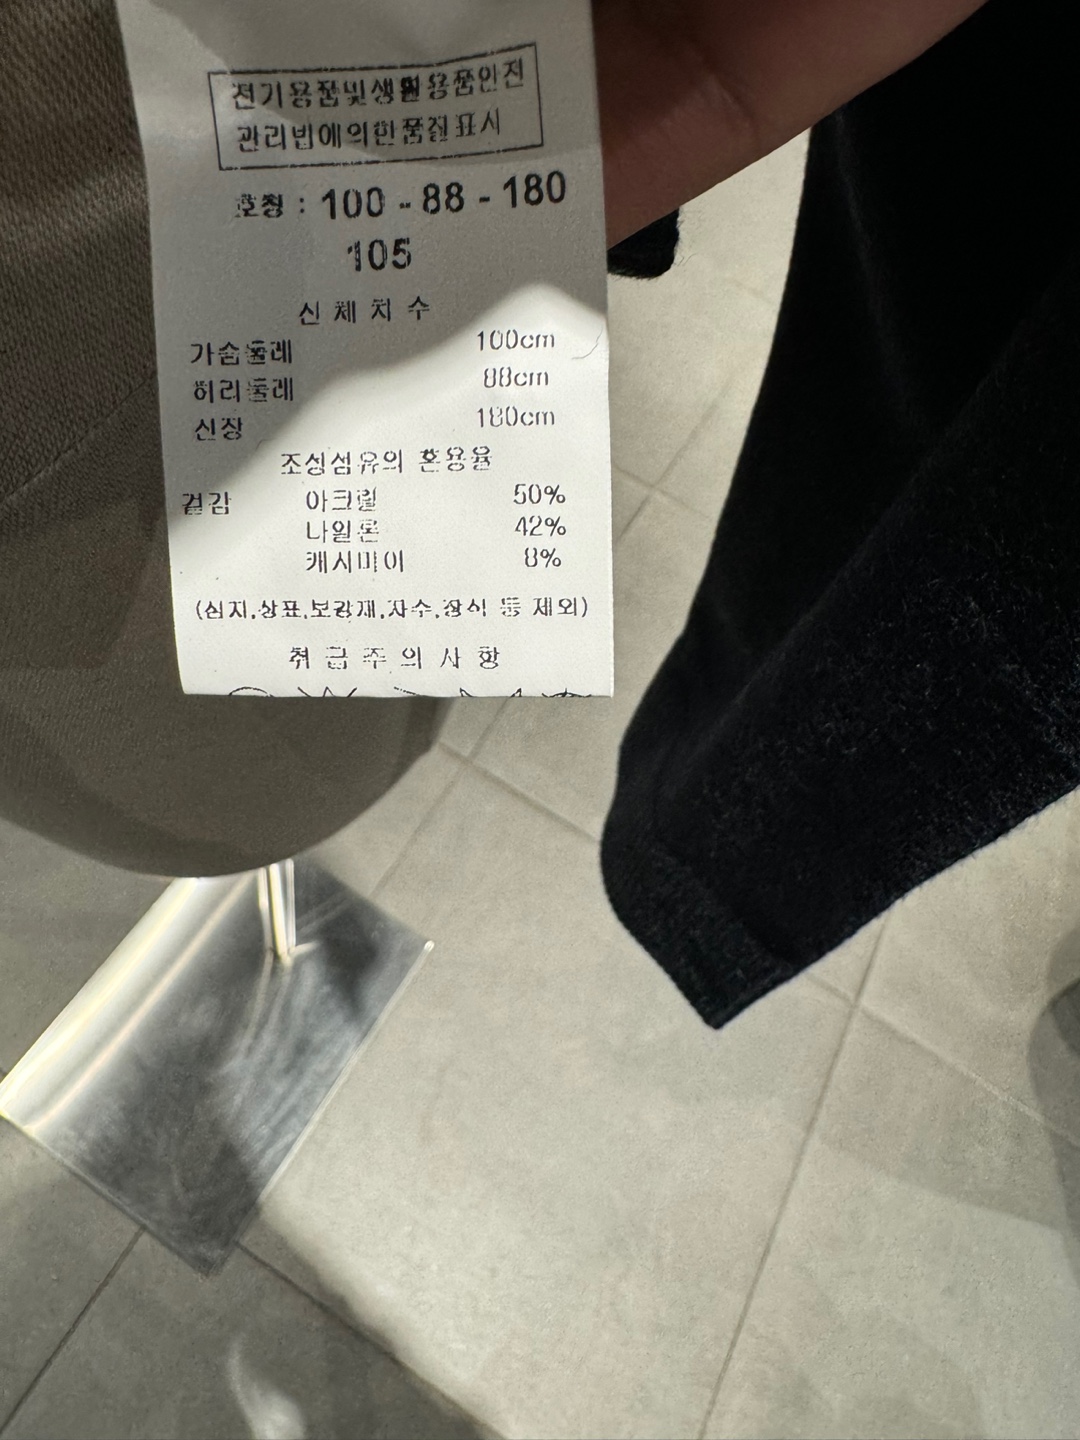 전기용품및생활용품안전
관리법에의한품질표시
호칭 : 100 - 88 - 180
105
신체치수
가슴둘레 100cm
허리둘레 88cm
신장 180cm
조성섬유의 혼용율
겉감 아크릴 50%
나일론 42%
캐시미어 8%
(심지,상표,보강재,자수,장식 등 제외)
취급주의사항